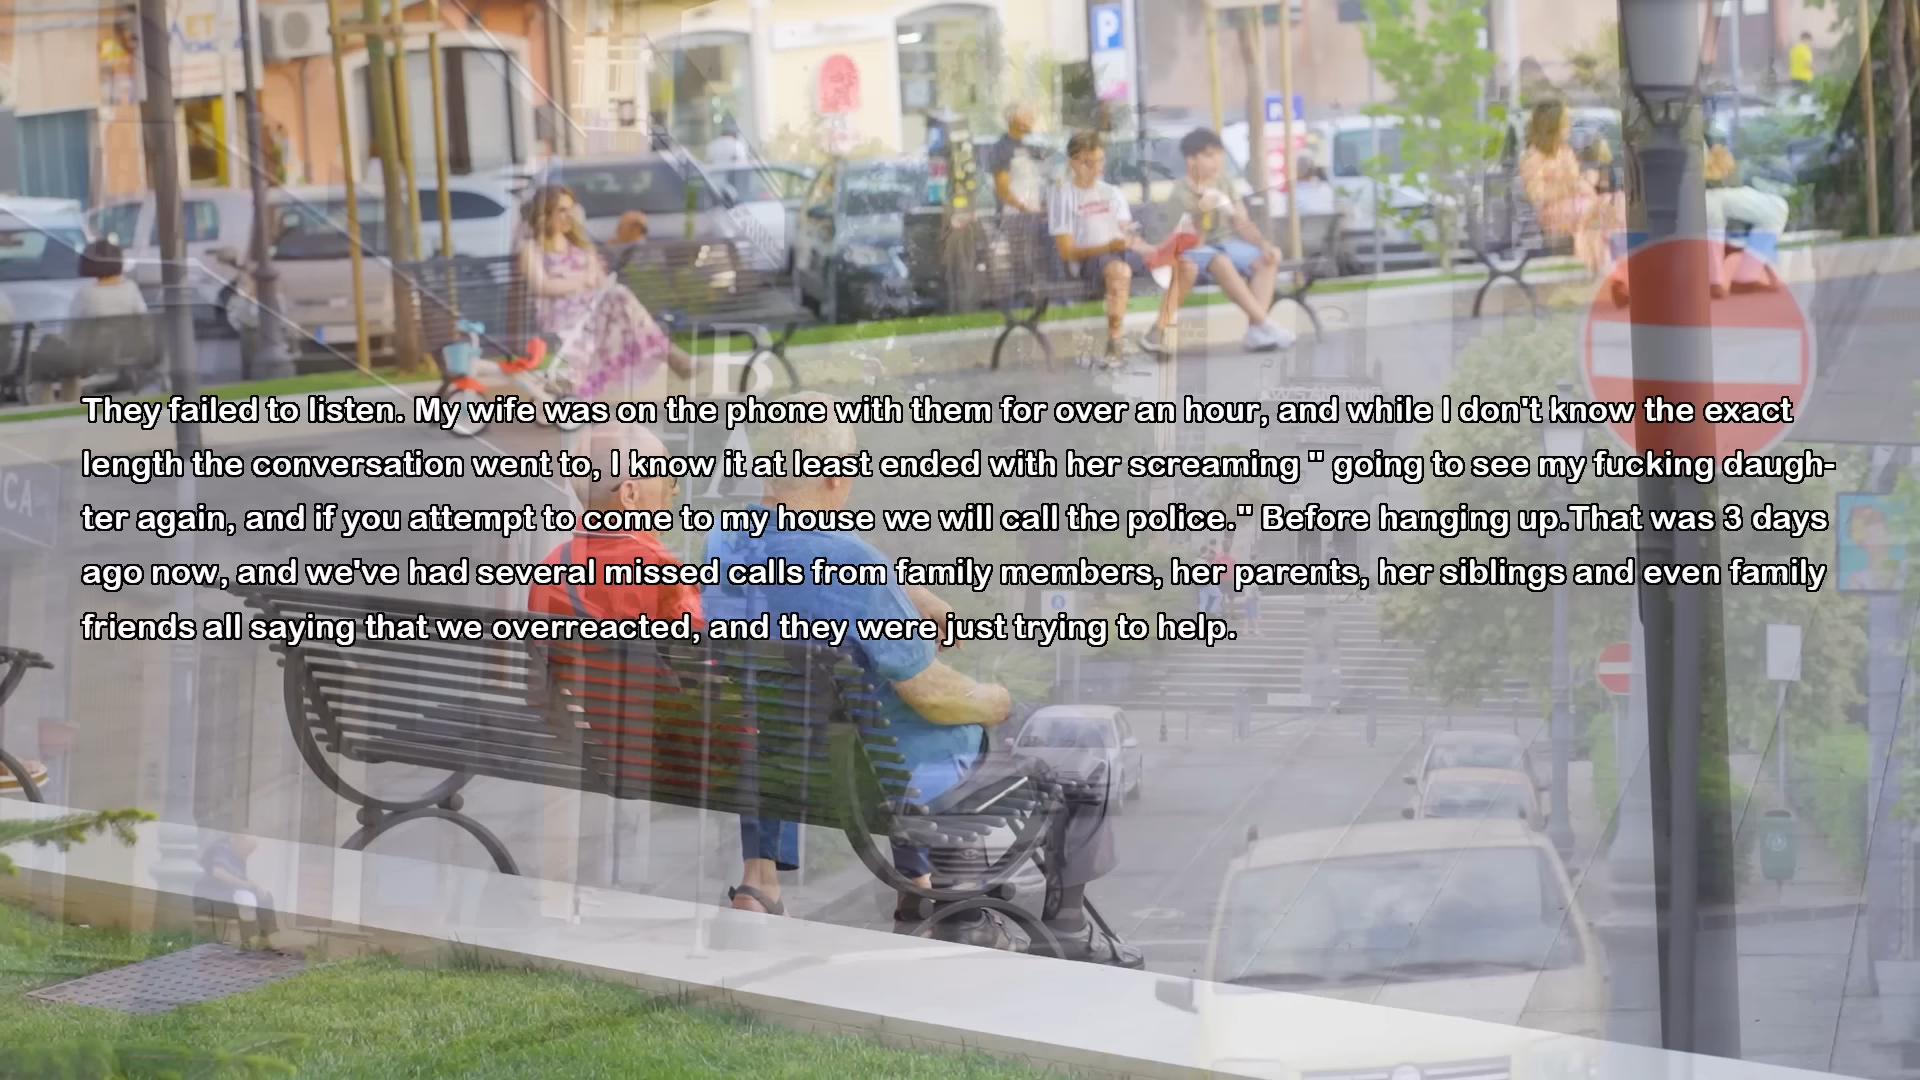 P
P
B
CA
A
They failed to listen. My wife was on the phone with them for over an hour, and while I don't know the exact
length the conversation went to, I know it at least ended with her screaming " going to see my fucking daugh-
ter again, and if you attempt to come to my house we will call the police." Before hanging up.That was 3 days
ago now, and we've had several missed calls from family members, her parents, her siblings and even family
friends all saying that we overreacted, and they were just trying to help.